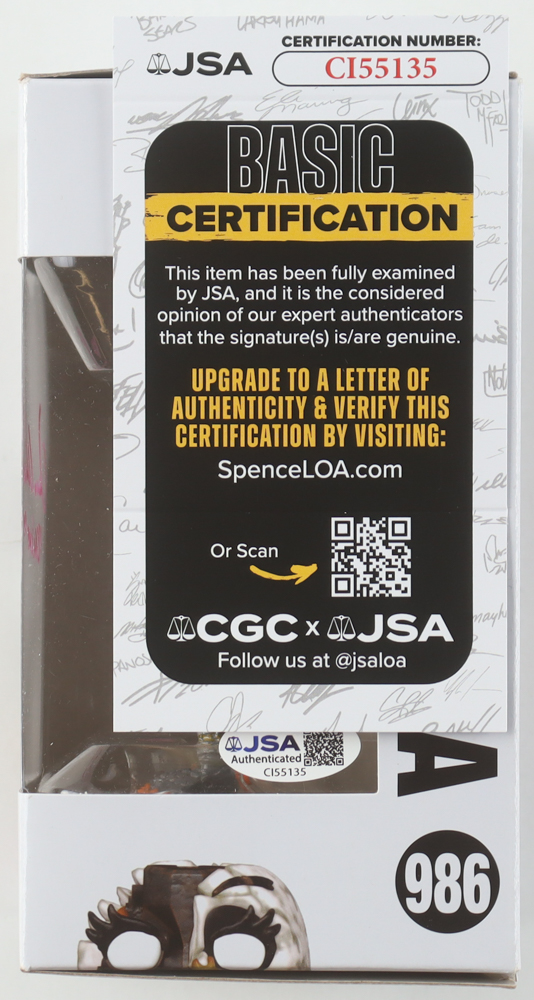 JSA
CERTIFICATION NUMBER:
CI55135
BASIC
CERTIFICATION
This item has been fully examined
by JSA, and it is the considered
opinion of our expert authenticators
that the signature(s) is/are genuine.
UPGRADE TO A LETTER OF
AUTHENTICITY & VERIFY THIS
CERTIFICATION BY VISITING:
SpenceLOA.com
Or Scan
CGC x JSA
Follow us at @jsaloa
JSA
Authenticated
CI55135
A
986